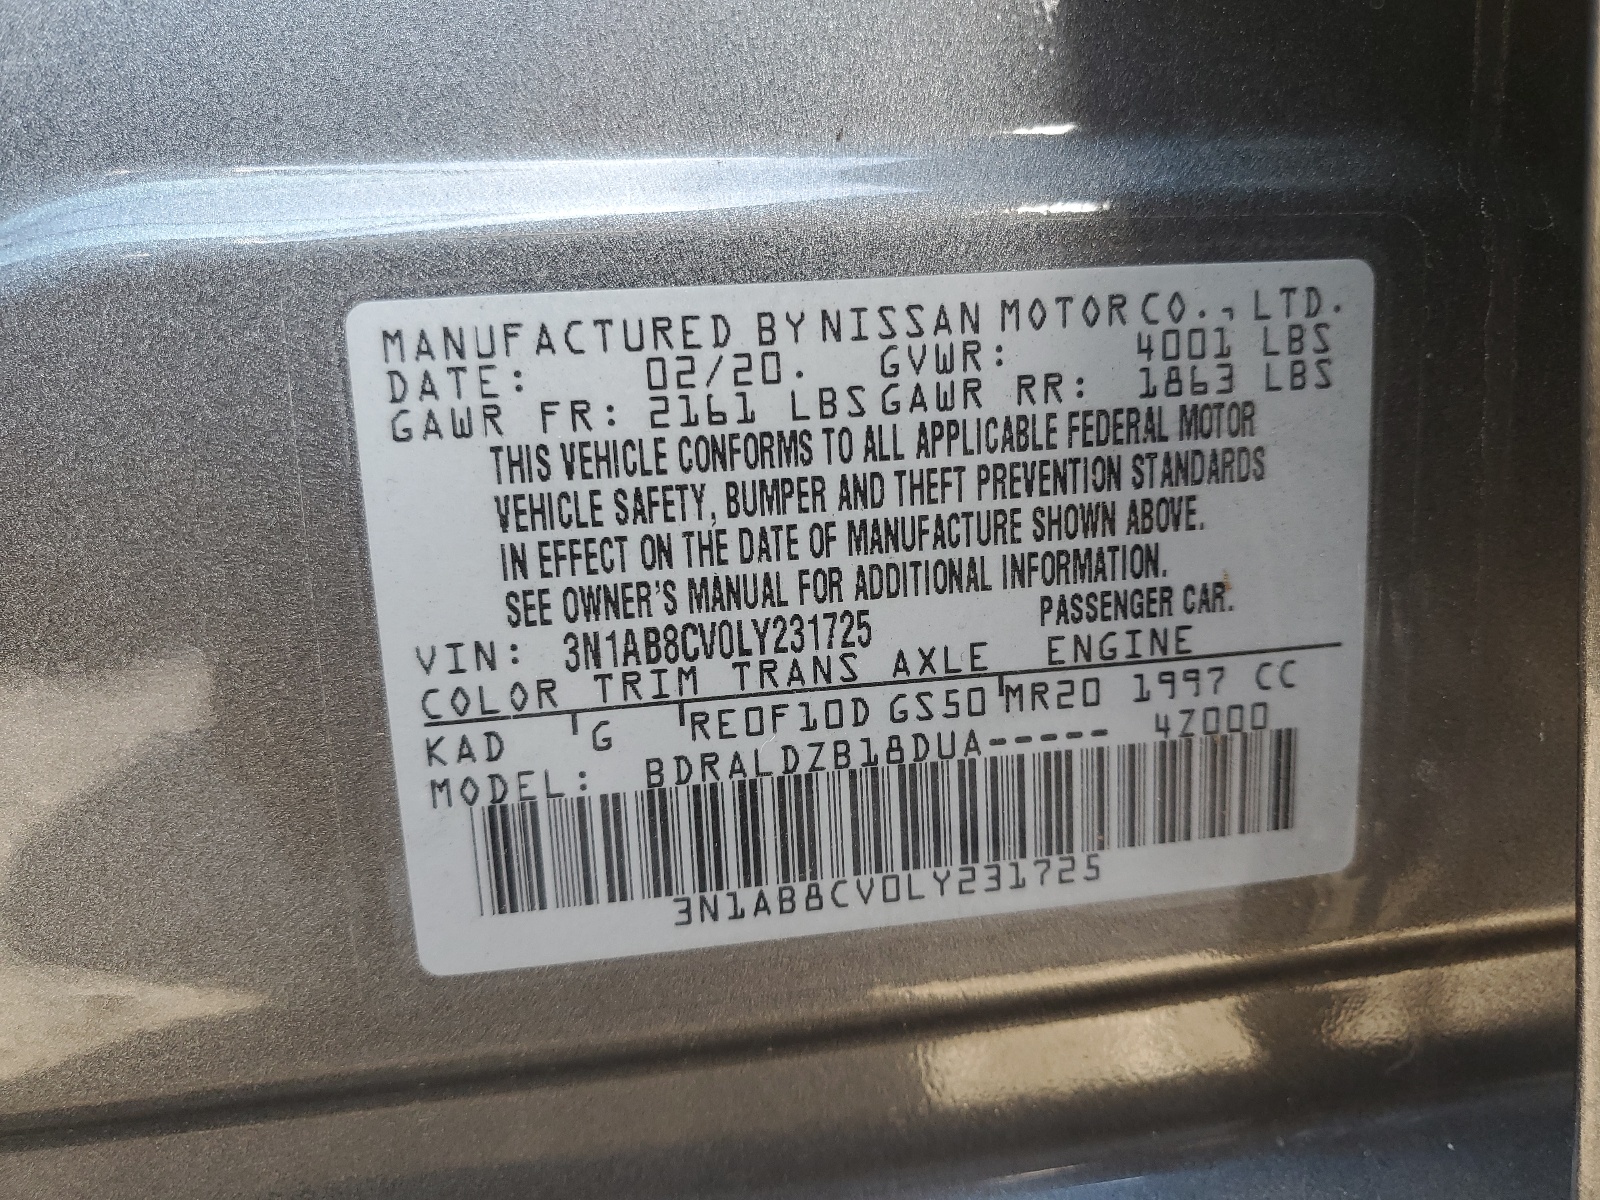 MANUFACTURED BY NISSAN MOTOR CO., LTD.
DATE: 02/20. GVWR: 4001 LBS
GAWR FR: 2161 LBS GAWR RR: 1863 LBS
THIS VEHICLE CONFORMS TO ALL APPLICABLE FEDERAL MOTOR
VEHICLE SAFETY, BUMPER AND THEFT PREVENTION STANDARDS
IN EFFECT ON THE DATE OF MANUFACTURE SHOWN ABOVE.
SEE OWNER'S MANUAL FOR ADDITIONAL INFORMATION.
VIN: 3N1AB8CV0LY231725 PASSENGER CAR.
COLOR TRIM TRANS AXLE ENGINE
KAD G RE0F10D GS50 MR20 1997 CC
MODEL: BDRALDZB18DUA----- 4Z000
3N1AB8CV0LY231725